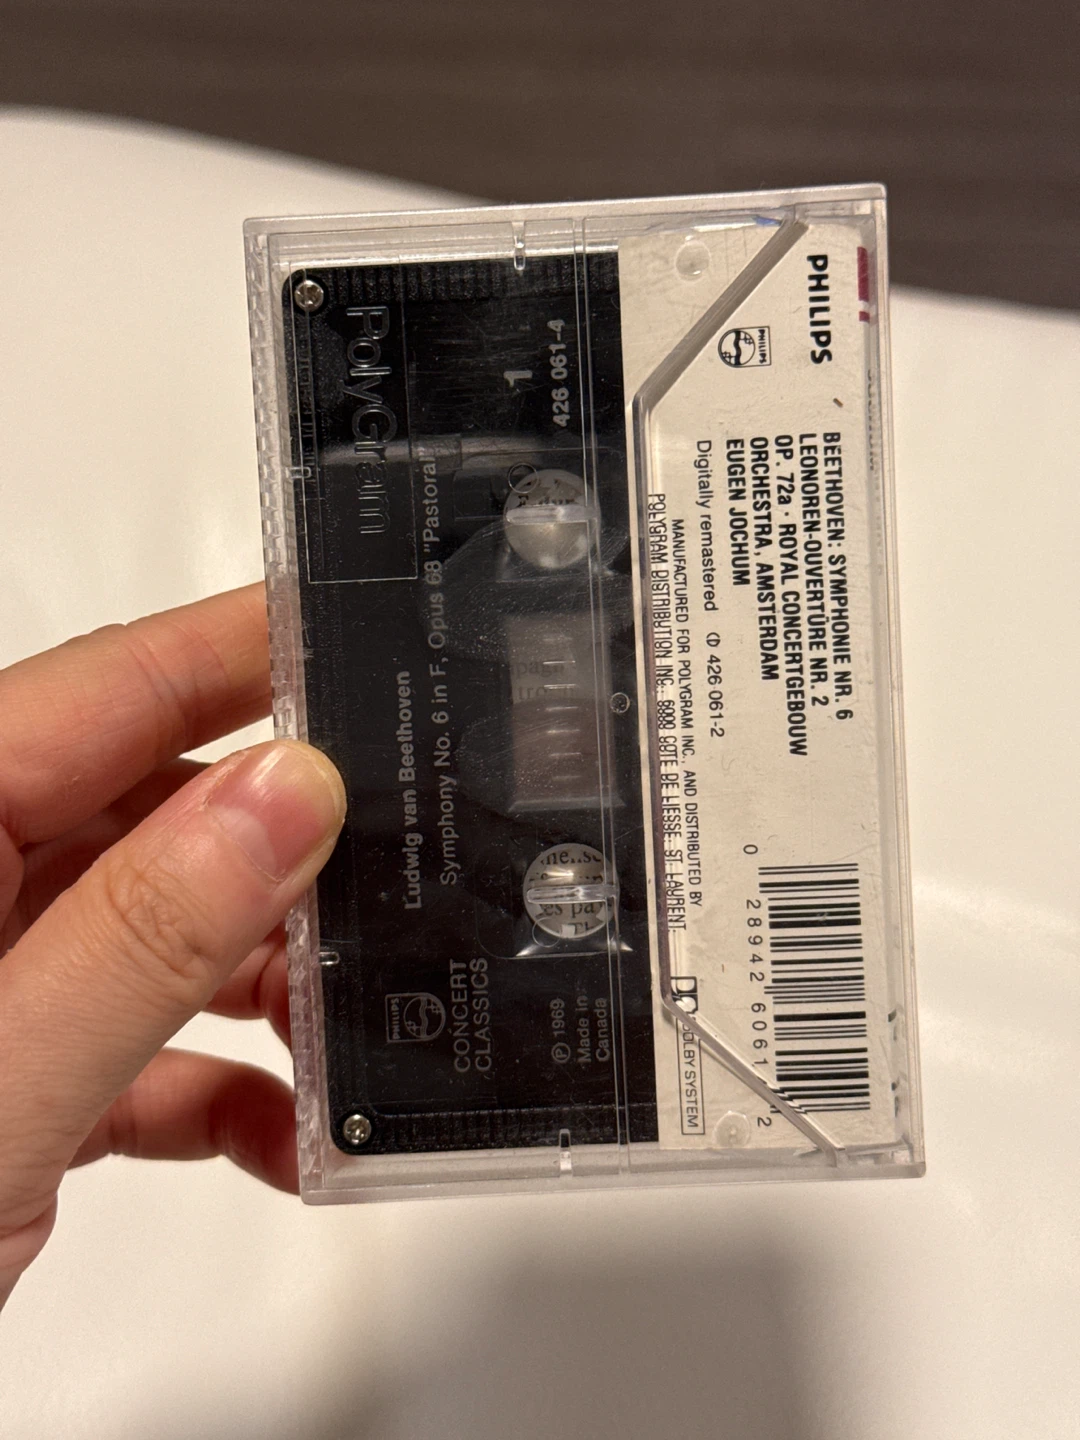 PHILIPS
PHILIPS
BEETHOVEN: SYMPHONIE NR. 6
LEONOREN-OUVERTÜRE NR. 2
OP. 72a · ROYAL CONCERTGEBOUW
ORCHESTRA, AMSTERDAM
EUGEN JOCHUM
Digitally remastered CD 426 061-2
MANUFACTURED FOR POLYGRAM INC., AND DISTRIBUTED BY
POLYGRAM DISTRIBUTION INC. 6000 COTE DE LIESSE, ST. LAURENT.
0 28942 6061 2
DOLBY SYSTEM
426 061-4
1
PolyGram
Symphony No. 6 in F, Opus 68 "Pastoral"
Ludwig van Beethoven
PHILIPS
CONCERT
CLASSICS
℗ 1969
Made in
Canada